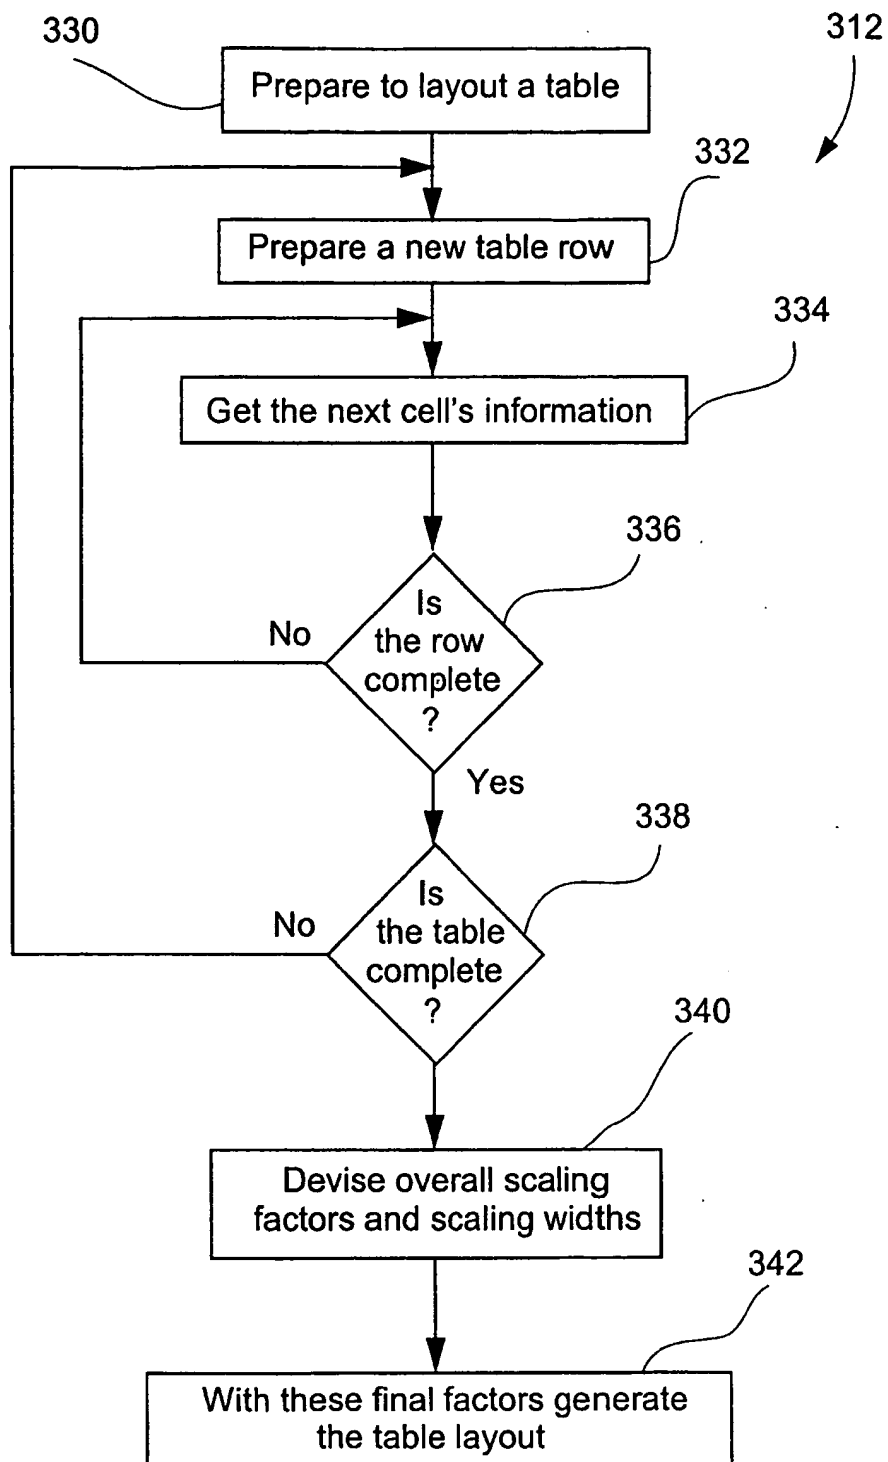 330
312
Prepare to layout a table
332
Prepare a new table row
334
Get the next cell's information
336
Is
the row
complete
?
No
Yes
338
Is
the table
complete
?
No
340
Devise overall scaling
factors and scaling widths
342
With these final factors generate
the table layout